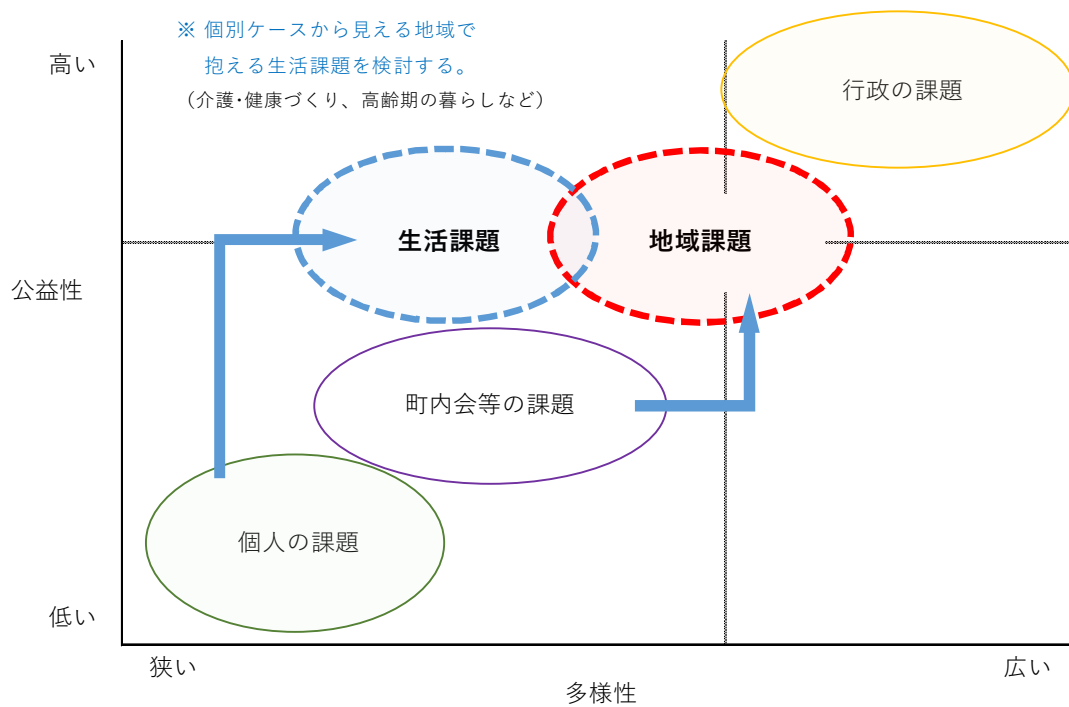 ※ 個別ケースから見える地域で
抱える生活課題を検討する。
（介護･健康づくり、高齢期の暮らしなど）
高い
行政の課題
生活課題
地域課題
公益性
町内会等の課題
個人の課題
低い
狭い
広い
多様性